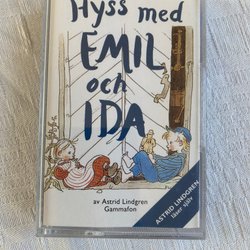 Hyss med
EMIL
och
IDA
av Astrid Lindgren
Gammafon
ASTRID LINDGREN
läser själv